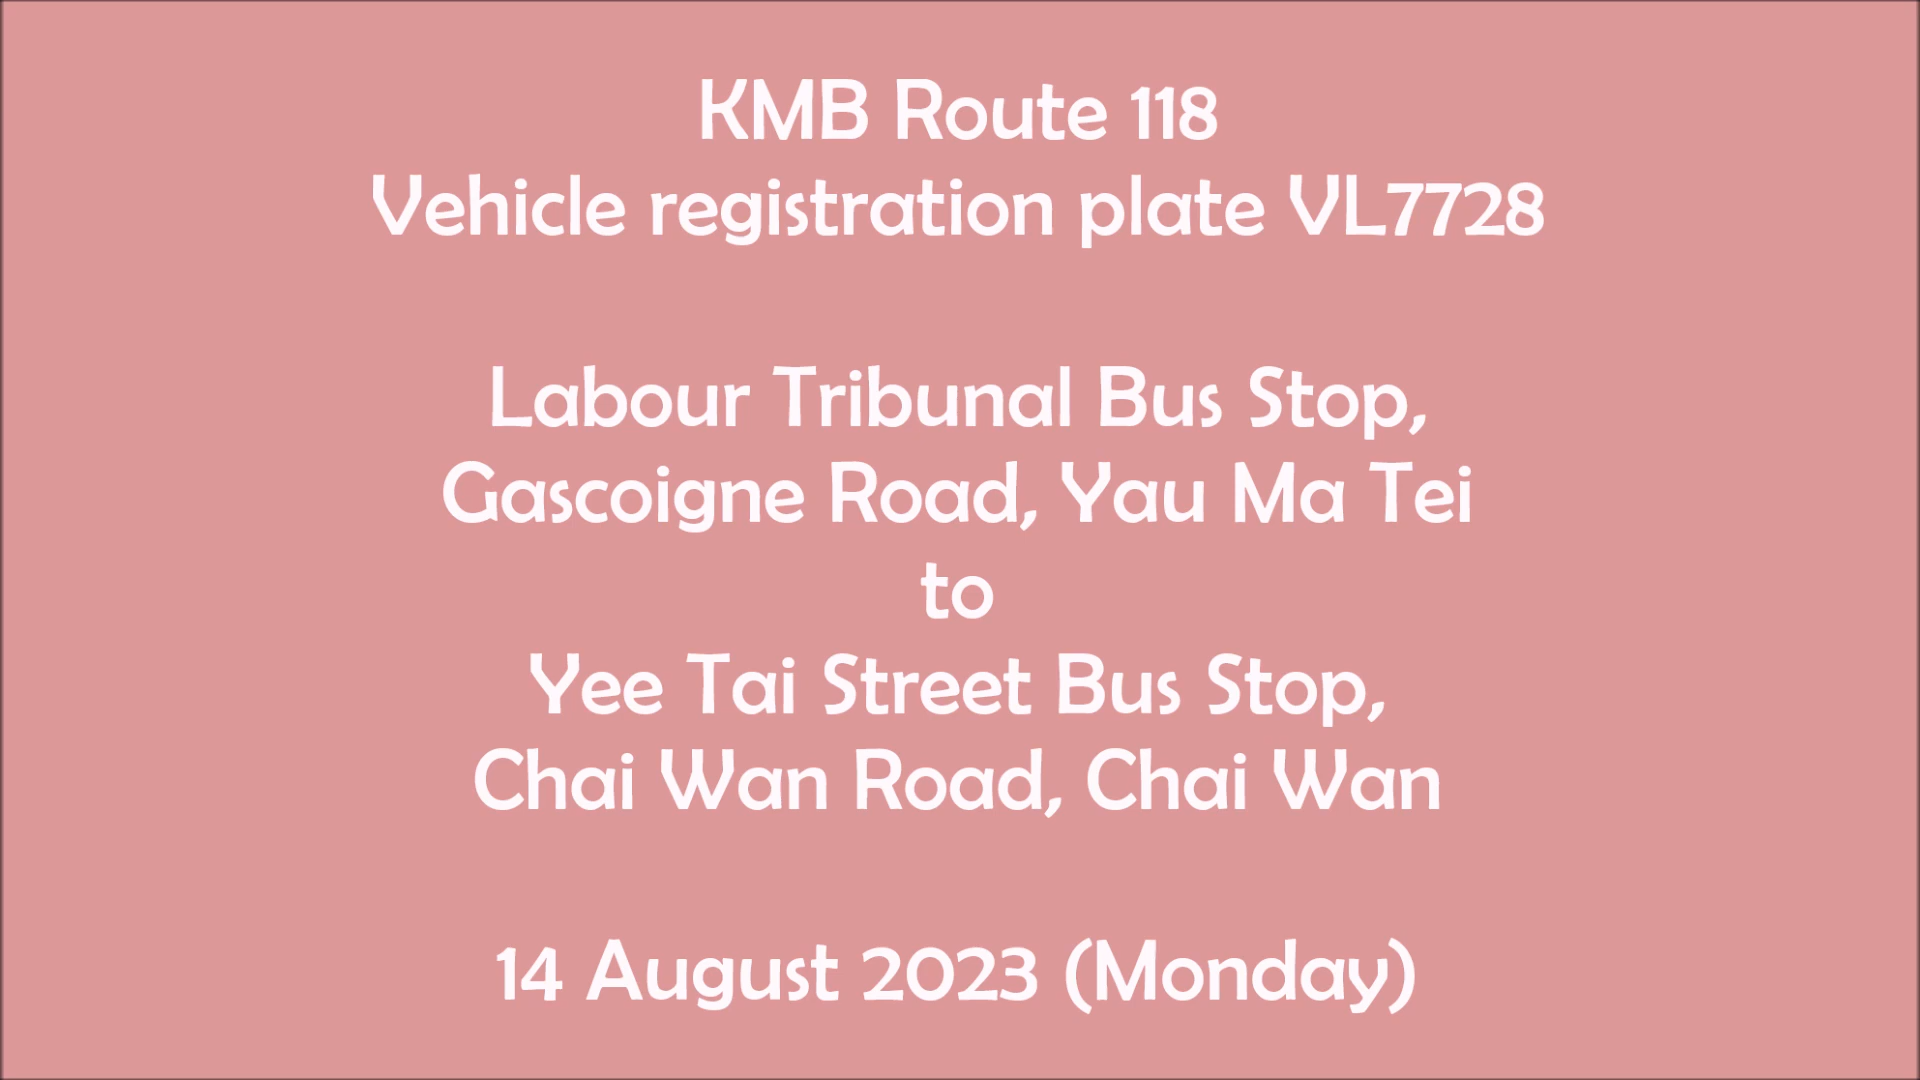 KMB Route 118
Vehicle registration plate VL7728
Labour Tribunal Bus Stop,
Gascoigne Road, Yau Ma Tei
to
Yee Tai Street Bus Stop,
Chai Wan Road, Chai Wan
14 August 2023 (Monday)